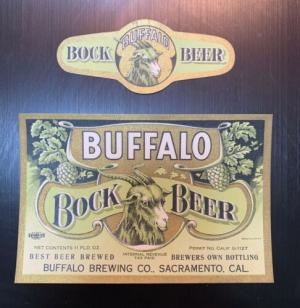 BUFFALO
BOCK BEER
BUFFALO
BOCK BEER
NET CONTENTS 11 FL. OZ.
INTERNAL REVENUE TAX PAID
PERMIT NO. CALIF U-1127
BEST BEER BREWED
BREWERS OWN BOTTLING
BUFFALO BREWING CO., SACRAMENTO, CAL.